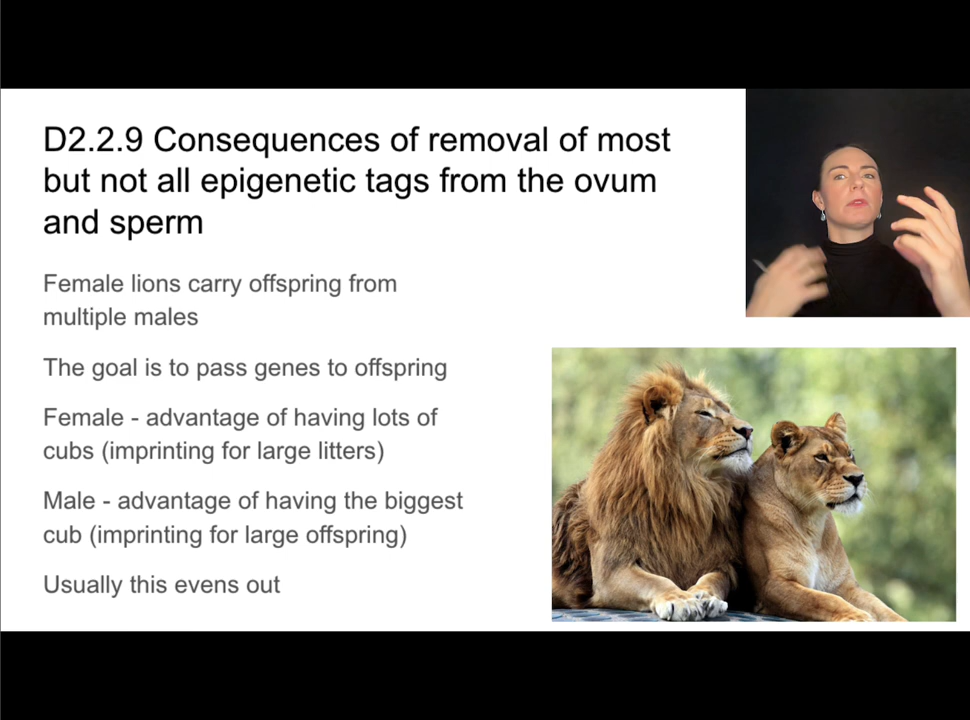 D2.2.9 Consequences of removal of most
but not all epigenetic tags from the ovum
and sperm
Female lions carry offspring from
multiple males
The goal is to pass genes to offspring
Female - advantage of having lots of
cubs (imprinting for large litters)
Male - advantage of having the biggest
cub (imprinting for large offspring)
Usually this evens out